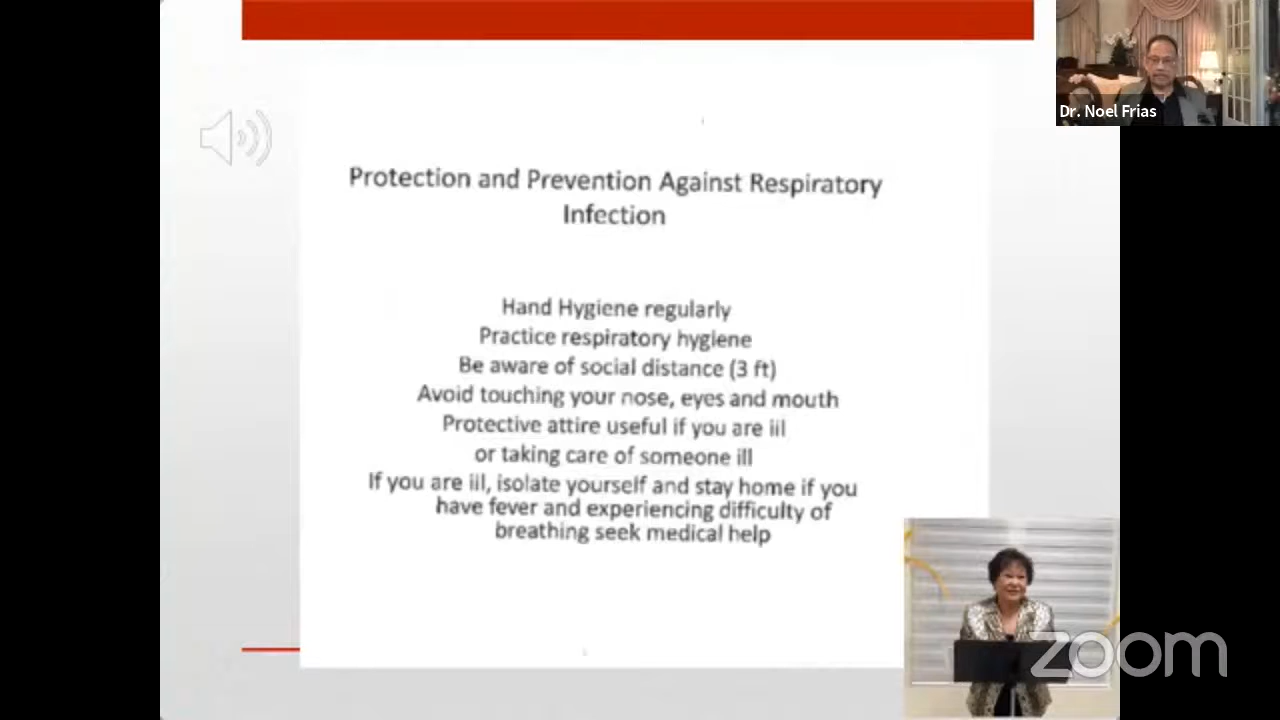 Dr. Noel Frias
Protection and Prevention Against Respiratory
Infection
Hand Hygiene regularly
Practice respiratory hygiene
Be aware of social distance (3 ft)
Avoid touching your nose, eyes and mouth
Protective attire useful if you are iil
or taking care of someone ill
If you are iil, isolate yourself and stay home if you
have fever and experiencing difficulty of
breathing seek medical help
zoom